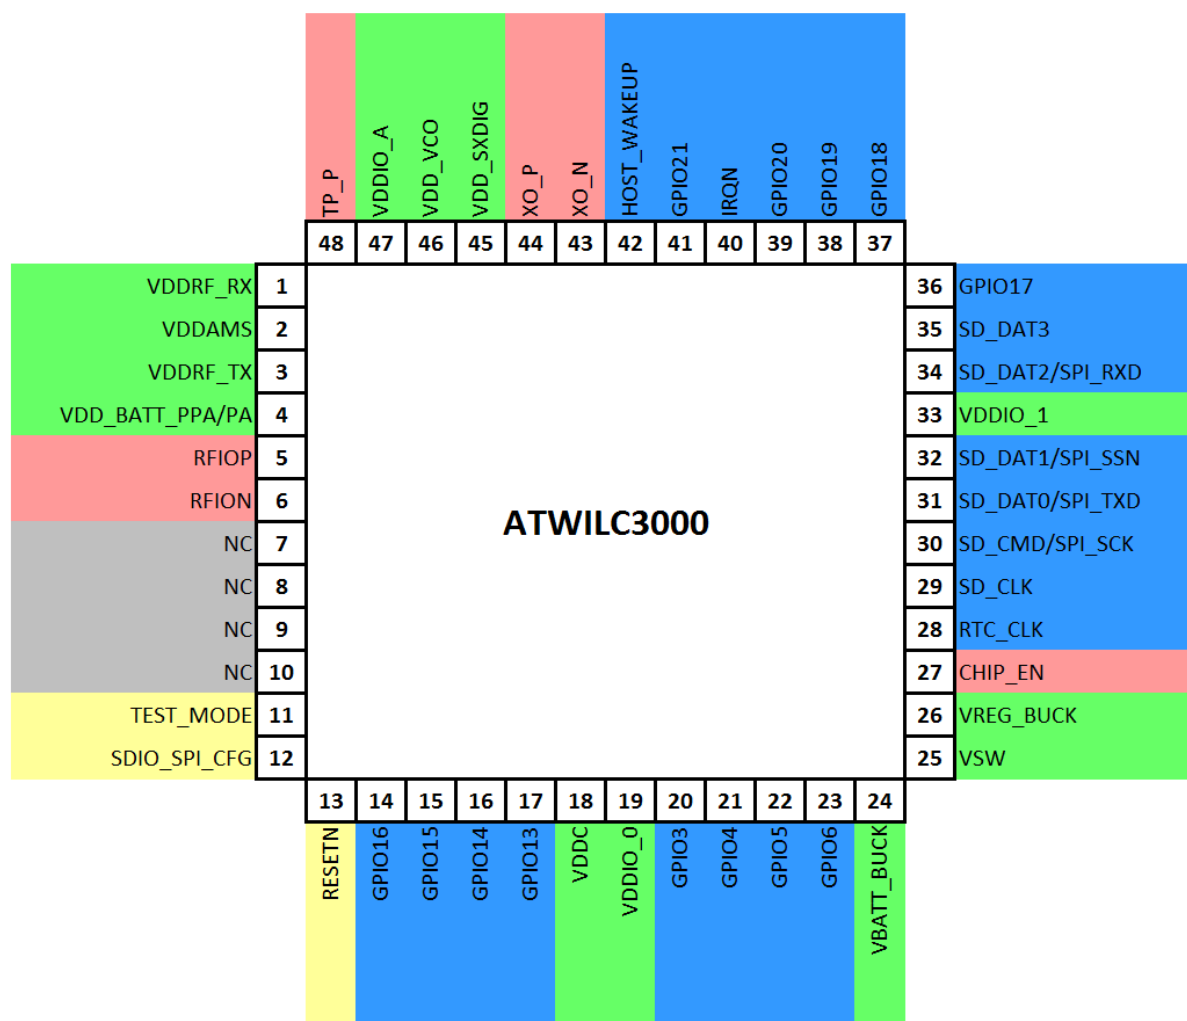 TP_P
VDDIO_A
VDD_VCO
VDD_SXDIG
XO_P
XO_N
HOST_WAKEUP
GPIO21
IRQN
GPIO20
GPIO19
GPIO18
48 47 46 45 44 43 42 41 40 39 38 37
VDDRF_RX 1
VDDAMS 2
VDDRF_TX 3
VDD_BATT_PPA/PA 4
RFIOP 5
RFION 6
NC 7
NC 8
NC 9
NC 10
TEST_MODE 11
SDIO_SPI_CFG 12
ATWILC3000
36 GPIO17
35 SD_DAT3
34 SD_DAT2/SPI_RXD
33 VDDIO_1
32 SD_DAT1/SPI_SSN
31 SD_DAT0/SPI_TXD
30 SD_CMD/SPI_SCK
29 SD_CLK
28 RTC_CLK
27 CHIP_EN
26 VREG_BUCK
25 VSW
13 14 15 16 17 18 19 20 21 22 23 24
RESETN
GPIO16
GPIO15
GPIO14
GPIO13
VDDC
VDDIO_0
GPIO3
GPIO4
GPIO5
GPIO6
VBATT_BUCK